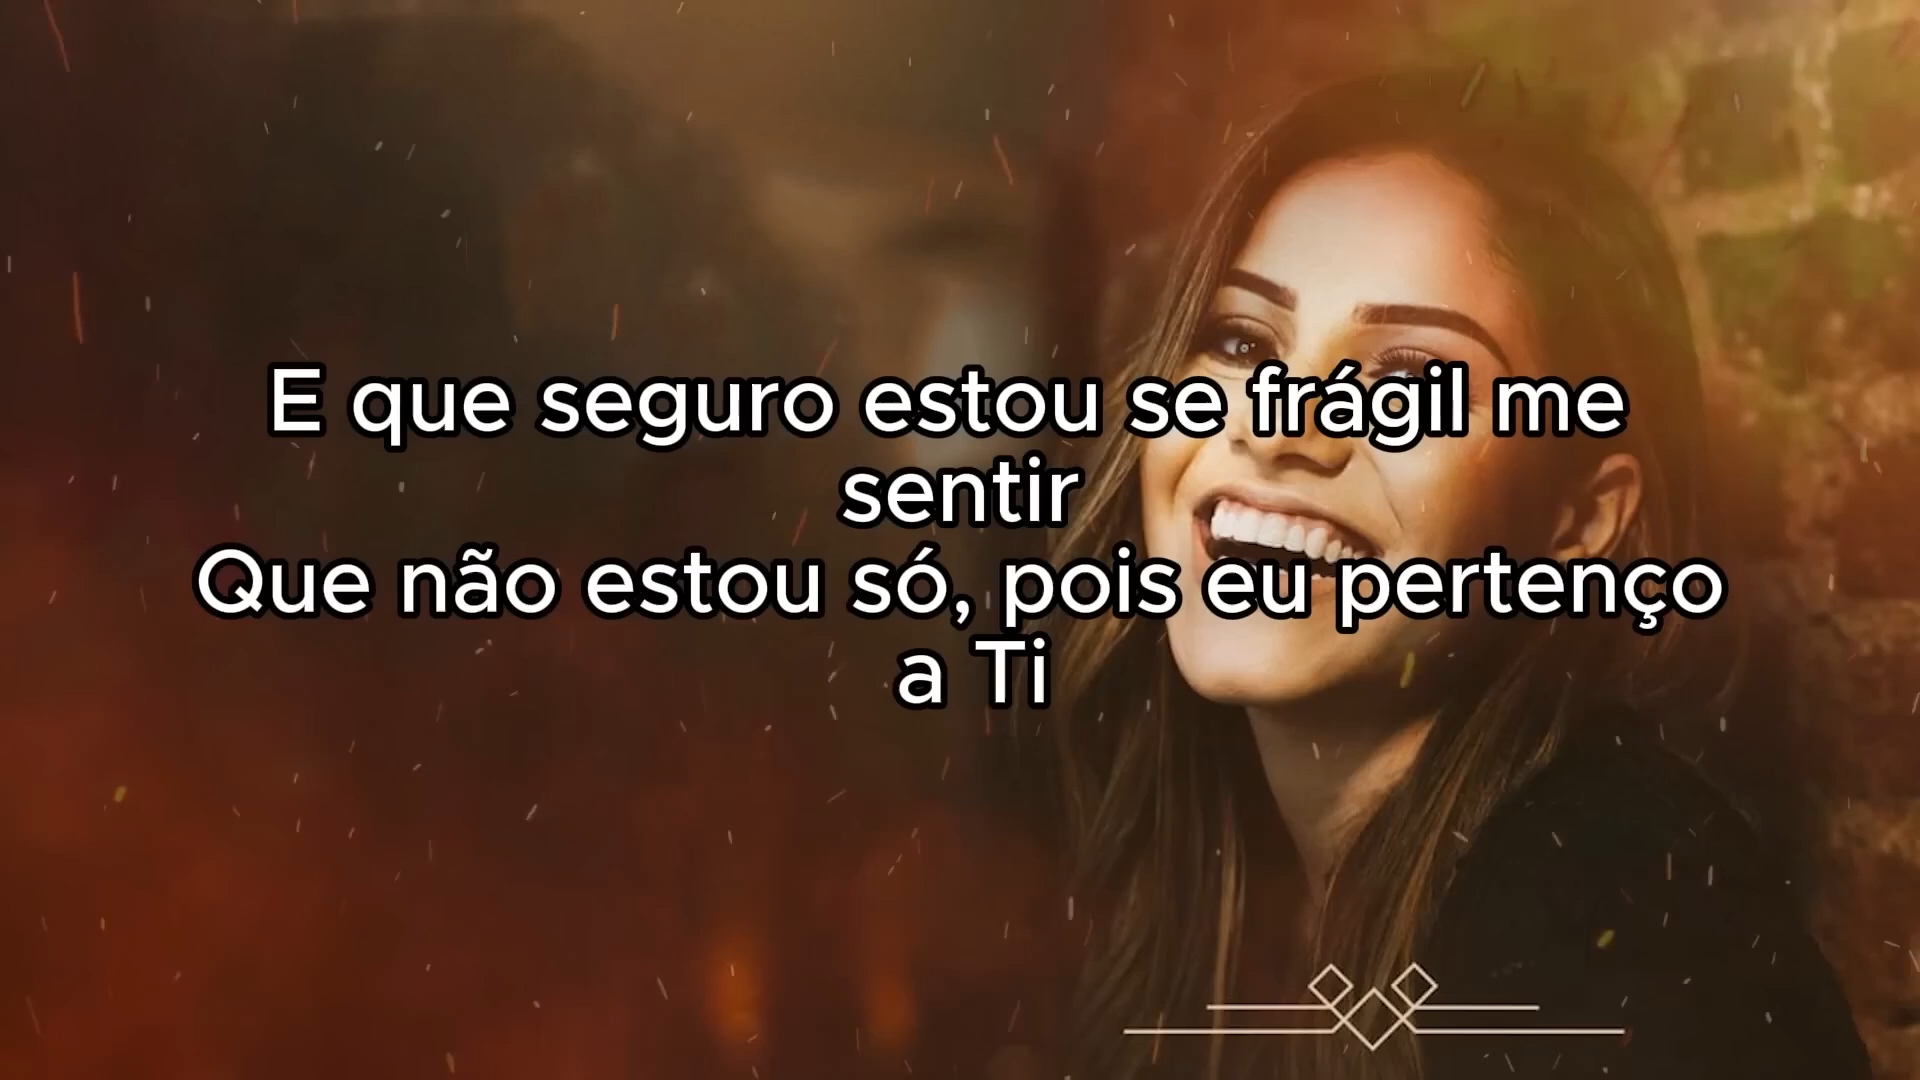 E que seguro estou se frágil me
sentir
Que não estou só, pois eu pertenço
a Ti